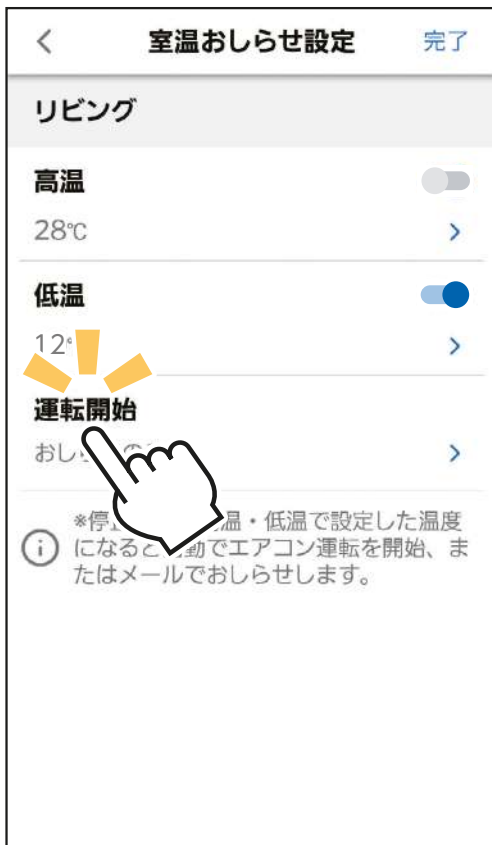 室温おしらせ設定 完了
リビング
高温
28℃
低温
12
運転開始
おし
※停 温・低温で設定した温度
になると 動でエアコン運転を開始、ま
たはメールでおしらせします。